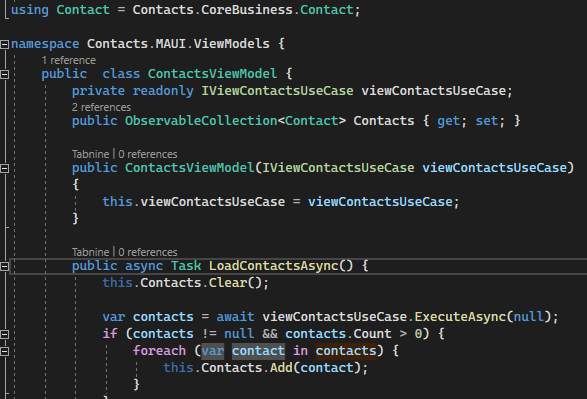 using Contact = Contacts.CoreBusiness.Contact;
namespace Contacts.MAUI.ViewModels {
1 reference
public  class ContactsViewModel {
private readonly IViewContactsUseCase viewContactsUseCase;
2 references
public ObservableCollection<Contact> Contacts { get; set; }
Tabnine | 0 references
public ContactsViewModel(IViewContactsUseCase viewContactsUseCase)
{
this.viewContactsUseCase = viewContactsUseCase;
}
Tabnine | 0 references
public async Task LoadContactsAsync() {
this.Contacts.Clear();
var contacts = await viewContactsUseCase.ExecuteAsync(null);
if (contacts != null && contacts.Count > 0) {
foreach (var contact in contacts) {
this.Contacts.Add(contact);
}
}